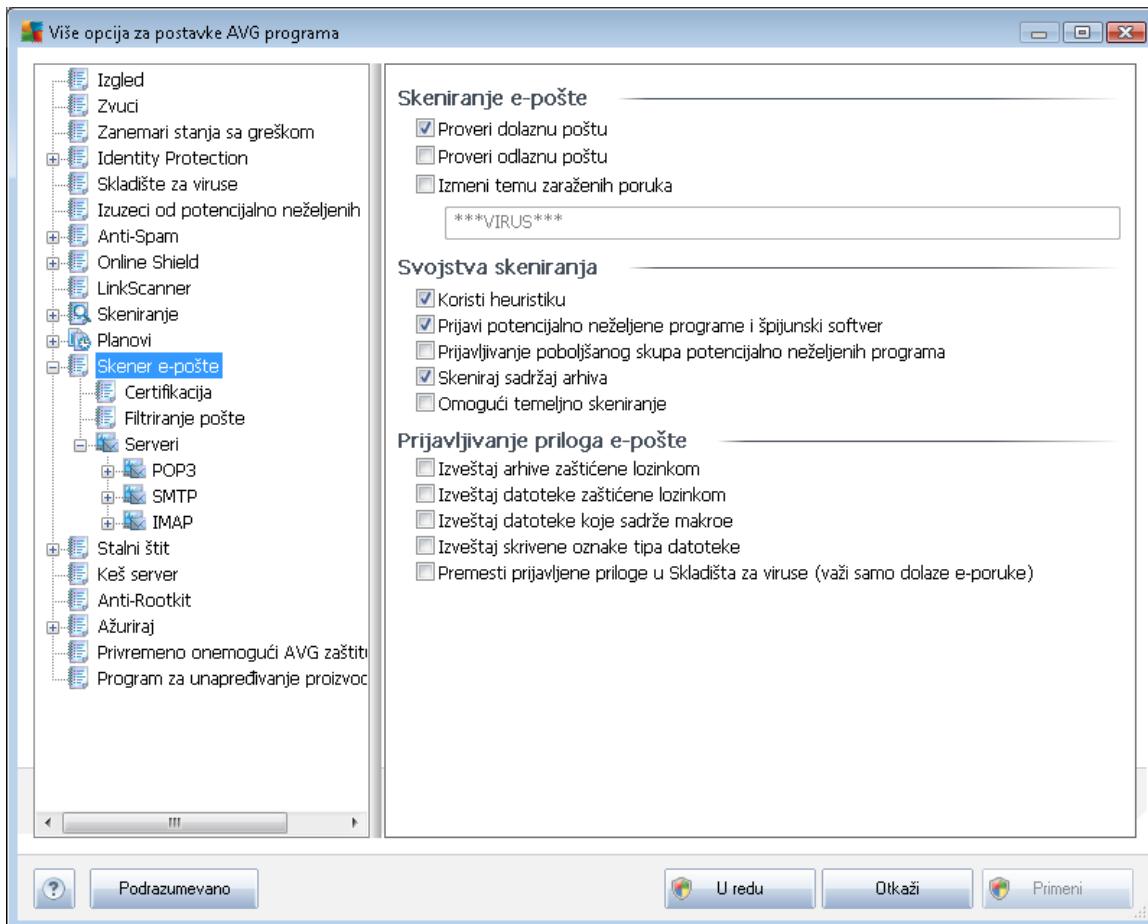 Više opcija za postavke AVG programa
Izgled
Zvuci
Zanemari stanja sa greškom
Identity Protection
Skladište za viruse
Izuzeci od potencijalno neželjenih
Anti-Spam
Online Shield
LinkScanner
Skeniranje
Planovi
Skener e-pošte
Certifikacija
Filtriranje pošte
Serveri
POP3
SMTP
IMAP
Stalni štit
Keš server
Anti-Rootkit
Ažuriraj
Privremeno onemogući AVG zaštitu
Program za unapređivanje proizvod
Skeniranje e-pošte
Proveri dolaznu poštu
Proveri odlaznu poštu
Izmeni temu zaraženih poruka
***VIRUS***
Svojstva skeniranja
Koristi heuristiku
Prijavi potencijalno neželjene programe i špijunski softver
Prijavljivanje poboljšanog skupa potencijalno neželjenih programa
Skeniraj sadržaj arhiva
Omogući temeljno skeniranje
Prijavljivanje priloga e-pošte
Izveštaj arhive zaštićene lozinkom
Izveštaj datoteke zaštićene lozinkom
Izveštaj datoteke koje sadrže makroe
Izveštaj skrivene oznake tipa datoteke
Premesti prijavljene priloge u Skladišta za viruse (važi samo dolaze e-poruke)
Podrazumevano
U redu
Otkaži
Primeni